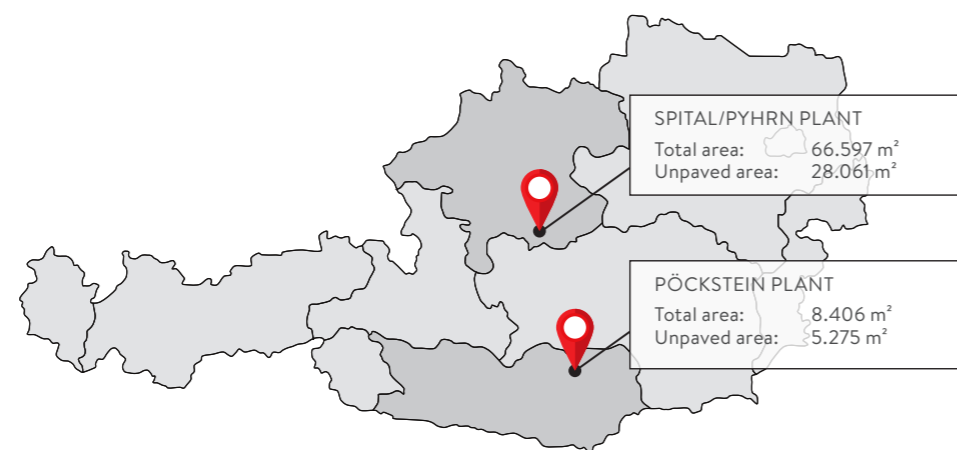 SPITAL/PYHRN PLANT
Total area: 66.597 m²
Unpaved area: 28.061 m²
PÖCKSTEIN PLANT
Total area: 8.406 m²
Unpaved area: 5.275 m²